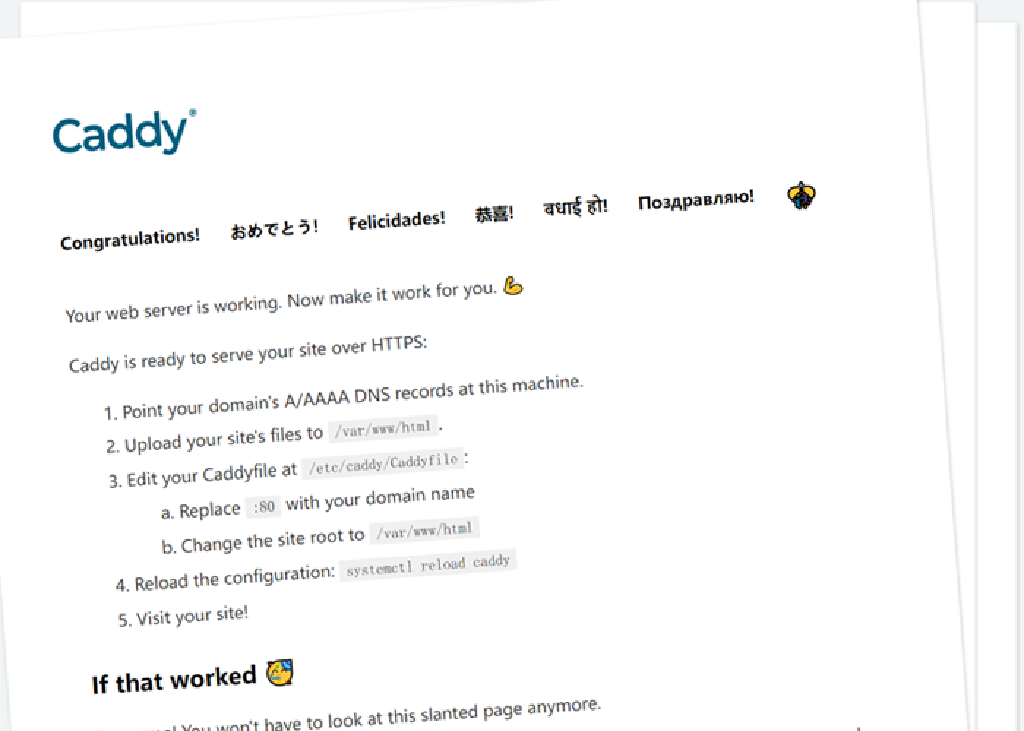 Caddy®
Congratulations! おめでとう! Felicidades! 恭喜! बधाई हो! Поздравляю!
Your web server is working. Now make it work for you. 💪
Caddy is ready to serve your site over HTTPS:
1. Point your domain's A/AAAA DNS records at this machine.
2. Upload your site's files to /var/www/html.
3. Edit your Caddyfile at /etc/caddy/Caddyfile:
a. Replace :80 with your domain name
b. Change the site root to /var/www/html
4. Reload the configuration: systemctl reload caddy
5. Visit your site!
If that worked 🥳
You won't have to look at this slanted page anymore.